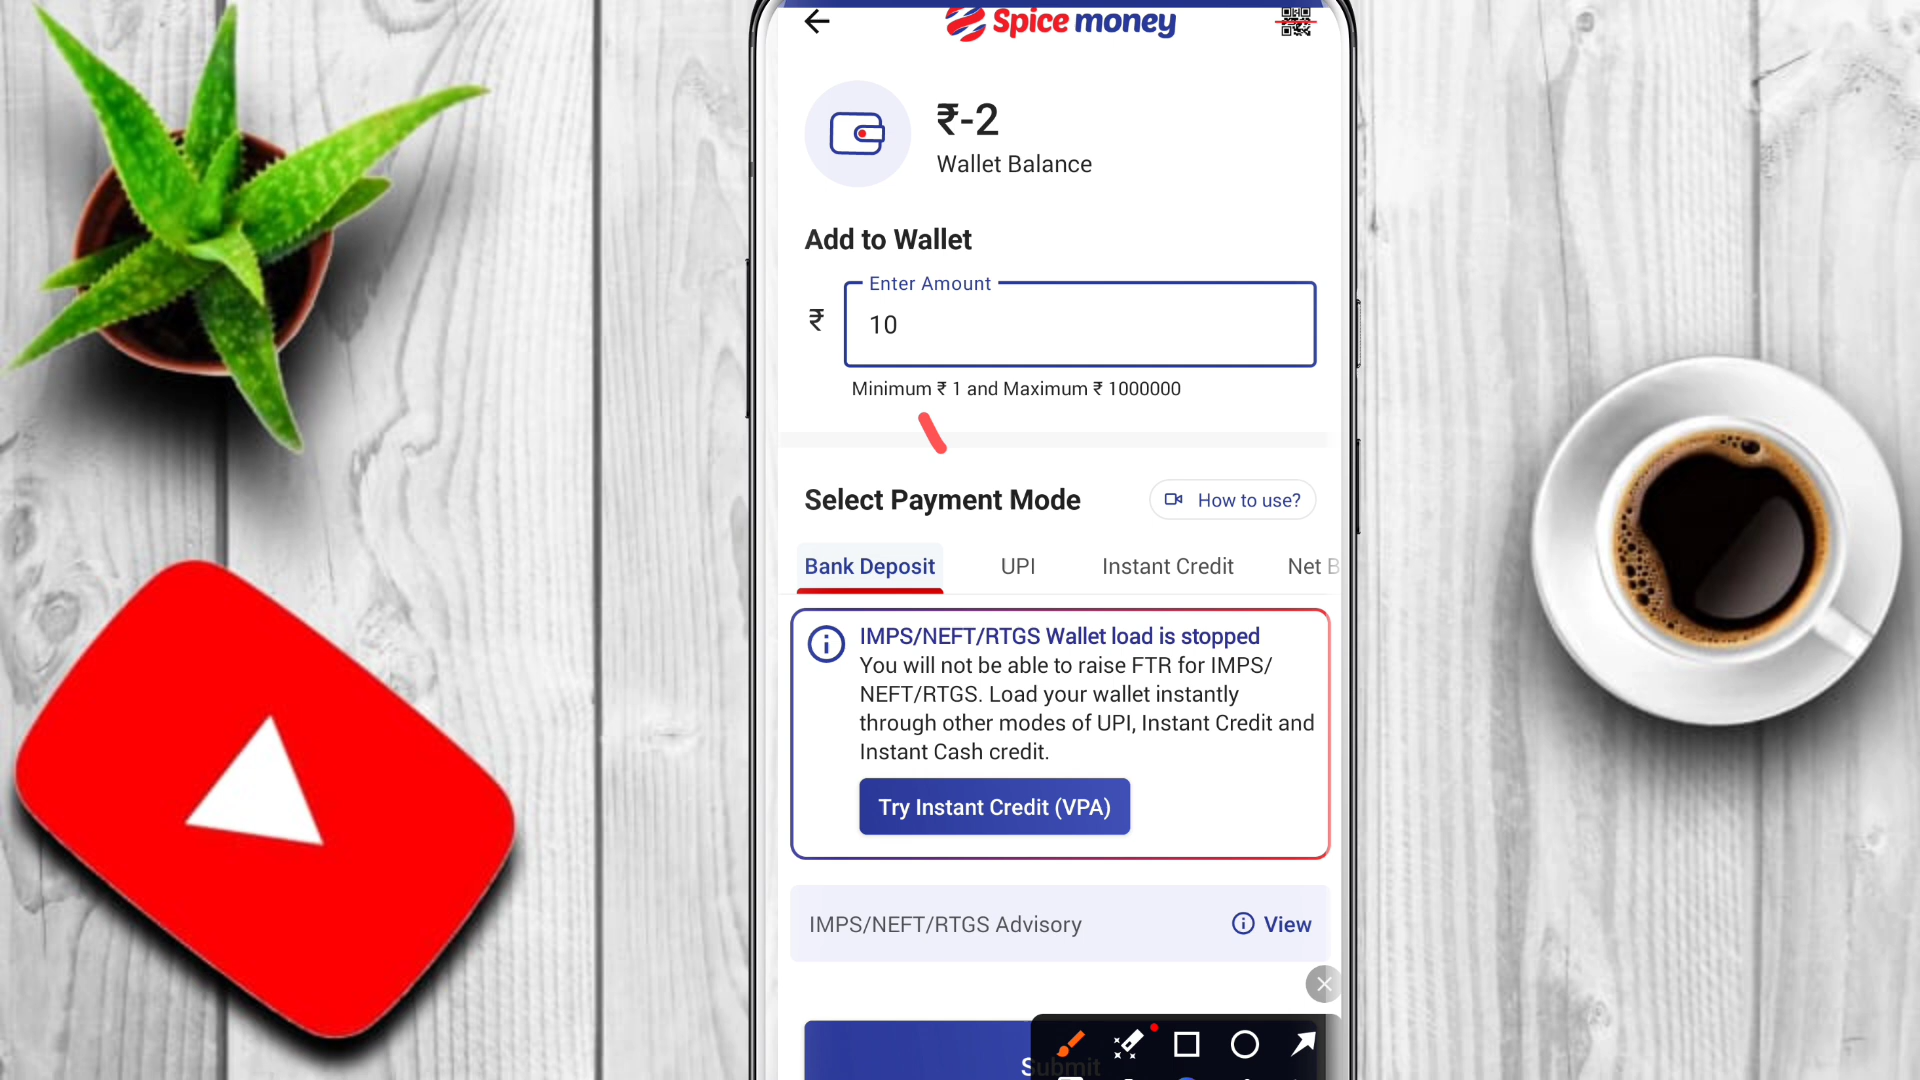 Spice money
₹-2
Wallet Balance
Add to Wallet
Enter Amount
₹ 10
Minimum ₹ 1 and Maximum ₹ 1000000
Select Payment Mode
How to use?
Bank Deposit UPI Instant Credit Net B
IMPS/NEFT/RTGS Wallet load is stopped
You will not be able to raise FTR for IMPS/
NEFT/RTGS. Load your wallet instantly
through other modes of UPI, Instant Credit and
Instant Cash credit.
Try Instant Credit (VPA)
IMPS/NEFT/RTGS Advisory View
Submit